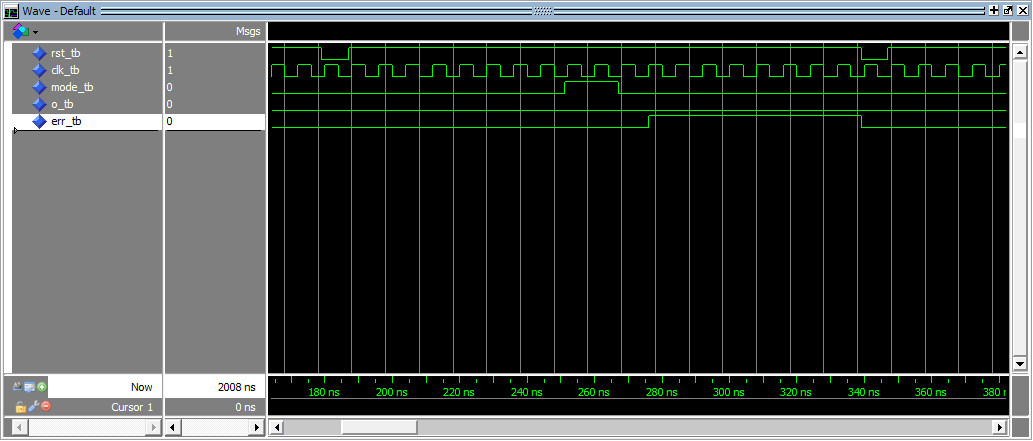 Wave - Default
Msgs
rst_tb 1
clk_tb 1
mode_tb 0
o_tb 0
err_tb 0
Now 2008 ns
180 ns 200 ns 220 ns 240 ns 260 ns 280 ns 300 ns 320 ns 340 ns 360 ns 380 n
Cursor 1 0 ns